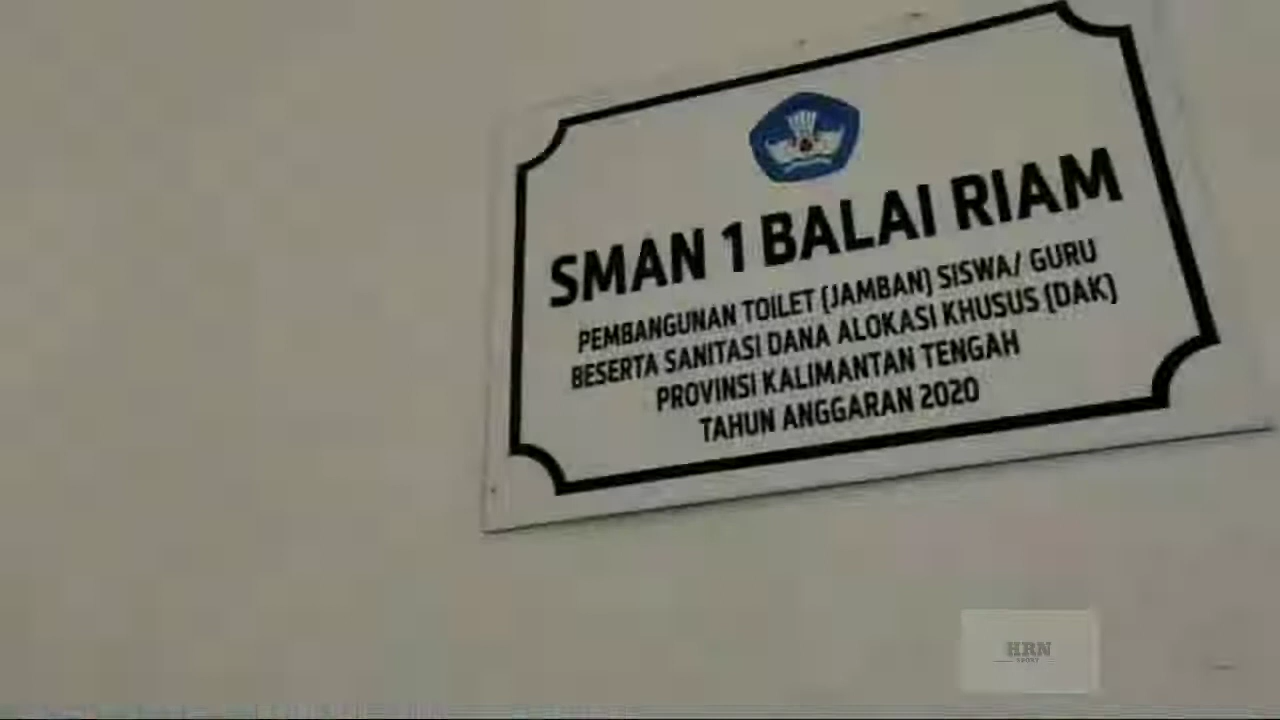 SMAN 1 BALAI RIAM
PEMBANGUNAN TOILET (JAMBAN) SISWA/ GURU
BESERTA SANITASI DANA ALOKASI KHUSUS (DAK)
PROVINSI KALIMANTAN TENGAH
TAHUN ANGGARAN 2020
HRN